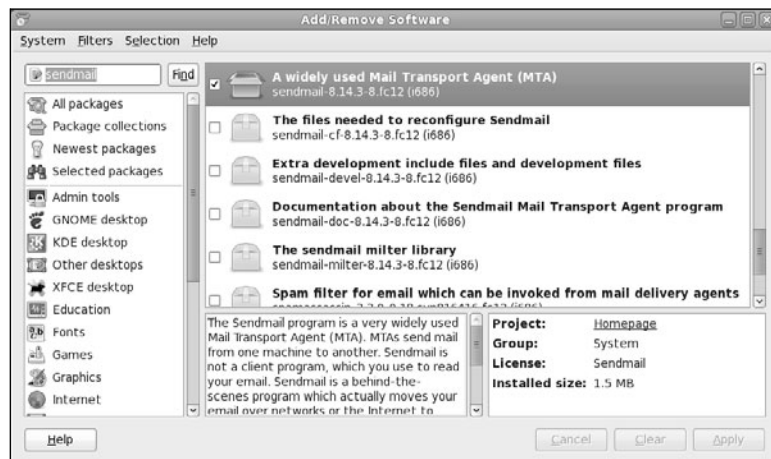 Add/Remove Software
System Filters Selection Help
sendmail
Find
All packages
Package collections
Newest packages
Selected packages
Admin tools
GNOME desktop
KDE desktop
Other desktops
XFCE desktop
Education
Fonts
Games
Graphics
Internet
A widely used Mail Transport Agent (MTA)
sendmail-8.14.3-8.fc12 (i686)
The files needed to reconfigure Sendmail
sendmail-cf-8.14.3-8.fc12 (i686)
Extra development include files and development files
sendmail-devel-8.14.3-8.fc12 (i686)
Documentation about the Sendmail Mail Transport Agent program
sendmail-doc-8.14.3-8.fc12 (i686)
The sendmail milter library
sendmail-milter-8.14.3-8.fc12 (i686)
Spam filter for email which can be invoked from mail delivery agents
The Sendmail program is a very widely used
Mail Transport Agent (MTA). MTAs send mail
from one machine to another. Sendmail is
not a client program, which you use to read
your email. Sendmail is a behind-the-
scenes program which actually moves your
email over networks or the Internet to
Project: Homepage
Group: System
License: Sendmail
Installed size: 1.5 MB
Help
Cancel
Clear
Apply